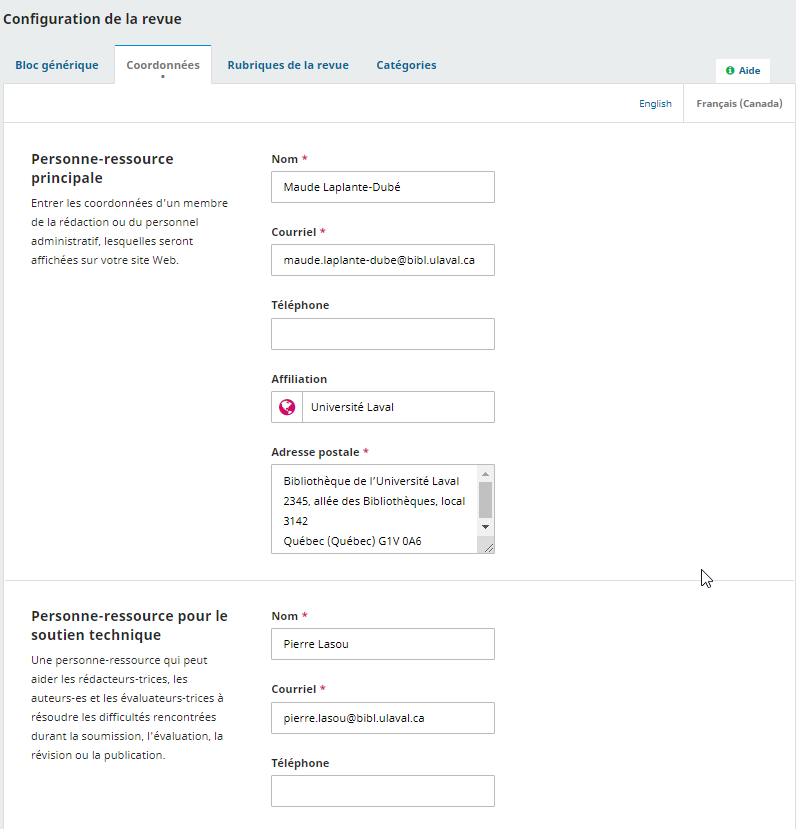 Configuration de la revue
Bloc générique
Coordonnées
Rubriques de la revue
Catégories
Aide
English
Français (Canada)
Personne-ressource
principale
Entrer les coordonnées d'un membre
de la rédaction ou du personnel
administratif, lesquelles seront
affichées sur votre site Web.
Nom *
Maude Laplante-Dubé
Courriel *
maude.laplante-dube@bibl.ulaval.ca
Téléphone
Affiliation
Université Laval
Adresse postale *
Bibliothèque de l'Université Laval
2345, allée des Bibliothèques, local
3142
Québec (Québec) G1V 0A6
Personne-ressource pour le
soutien technique
Une personne-ressource qui peut
aider les rédacteurs-trices, les
auteurs-es et les évaluateurs-trices à
résoudre les difficultés rencontrées
durant la soumission, l'évaluation, la
révision ou la publication.
Nom *
Pierre Lasou
Courriel *
pierre.lasou@bibl.ulaval.ca
Téléphone